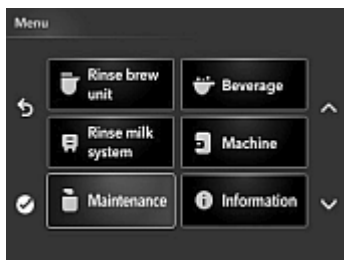 Menu
Rinse brew
unit
Beverage
Rinse milk
system
Machine
Maintenance
Information